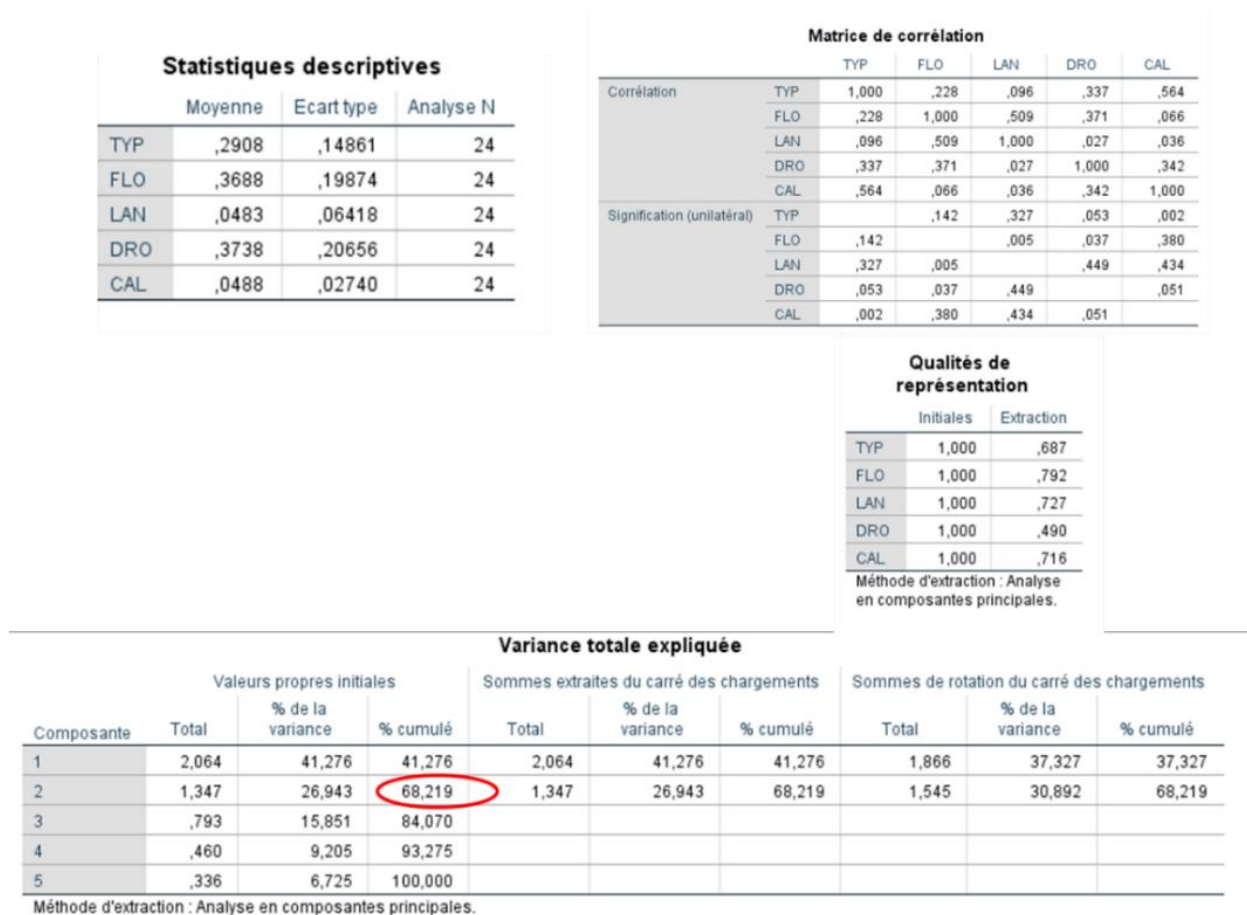 Statistiques descriptives
Moyenne Ecart type Analyse N
TYP ,2908 ,14861 24
FLO ,3688 ,19874 24
LAN ,0483 ,06418 24
DRO ,3738 ,20656 24
CAL ,0488 ,02740 24
Matrice de corrélation
TYP FLO LAN DRO CAL
Corrélation TYP 1,000 ,228 ,096 ,337 ,564
FLO ,228 1,000 ,509 ,371 ,066
LAN ,096 ,509 1,000 ,027 ,036
DRO ,337 ,371 ,027 1,000 ,342
CAL ,564 ,066 ,036 ,342 1,000
Signification (unilatéral) TYP ,142 ,327 ,053 ,002
FLO ,142 ,005 ,037 ,380
LAN ,327 ,005 ,449 ,434
DRO ,053 ,037 ,449 ,051
CAL ,002 ,380 ,434 ,051
Qualités de
représentation
Initiales Extraction
TYP 1,000 ,687
FLO 1,000 ,792
LAN 1,000 ,727
DRO 1,000 ,490
CAL 1,000 ,716
Méthode d'extraction : Analyse
en composantes principales.
Variance totale expliquée
Valeurs propres initiales Sommes extraites du carré des chargements Sommes de rotation du carré des chargements
Composante Total % de la variance % cumulé Total % de la variance % cumulé Total % de la variance % cumulé
1 2,064 41,276 41,276 2,064 41,276 41,276 1,866 37,327 37,327
2 1,347 26,943 68,219 1,347 26,943 68,219 1,545 30,892 68,219
3 ,793 15,851 84,070
4 ,460 9,205 93,275
5 ,336 6,725 100,000
Méthode d'extraction : Analyse en composantes principales.